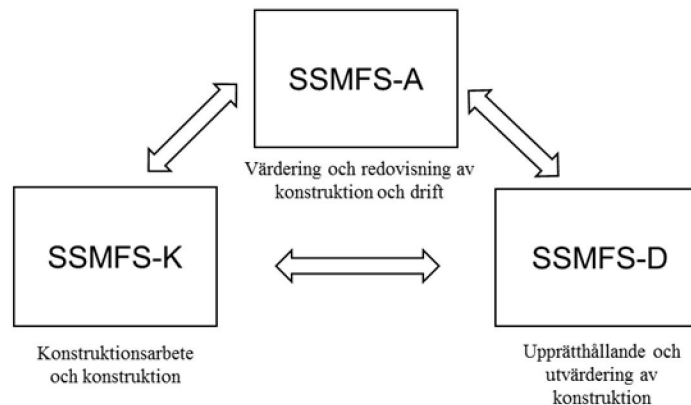 SSMFS-A
Värdering och redovisning av
konstruktion och drift
SSMFS-K
Konstruktionsarbete
och konstruktion
SSMFS-D
Upprätthållande och
utvärdering av
konstruktion